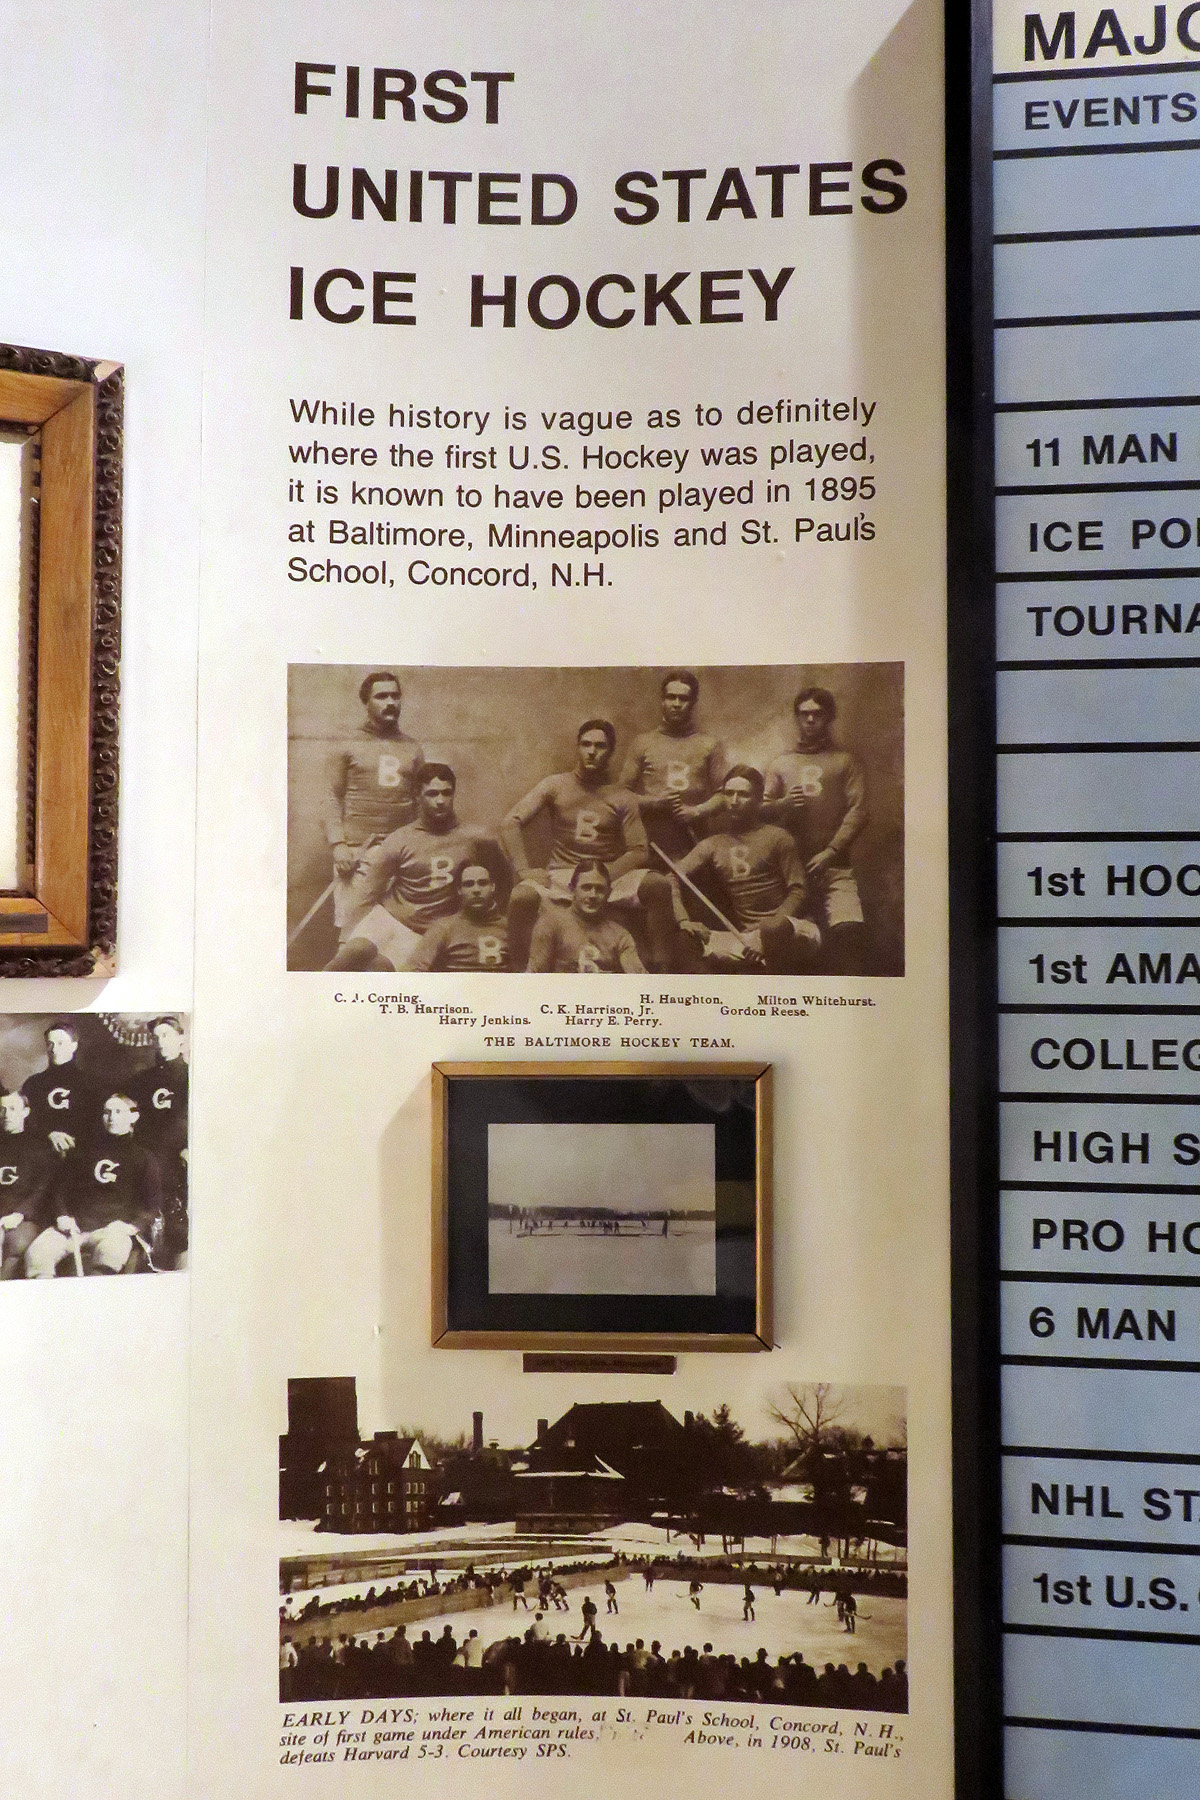 FIRST
UNITED STATES
ICE HOCKEY
While history is vague as to definitely
where the first U.S. Hockey was played,
it is known to have been played in 1895
at Baltimore, Minneapolis and St. Paul's
School, Concord, N.H.
B
B
B
B
B
B
B
B
C. J. Corning. H. Haughton. Milton Whitehurst.
T. B. Harrison. C. K. Harrison, Jr. Gordon Reese.
Harry Jenkins. Harry E. Perry.
THE BALTIMORE HOCKEY TEAM.
EARLY DAYS; where it all began, at St. Paul's School, Concord, N. H.,
site of first game under American rules, Above, in 1908, St. Paul's
defeats Harvard 5-3. Courtesy SPS.
G
G
G
G
MAJO
EVENTS
11 MAN
ICE PO
TOURNA
1st HOC
1st AMA
COLLEG
HIGH S
PRO HO
6 MAN
NHL ST
1st U.S.